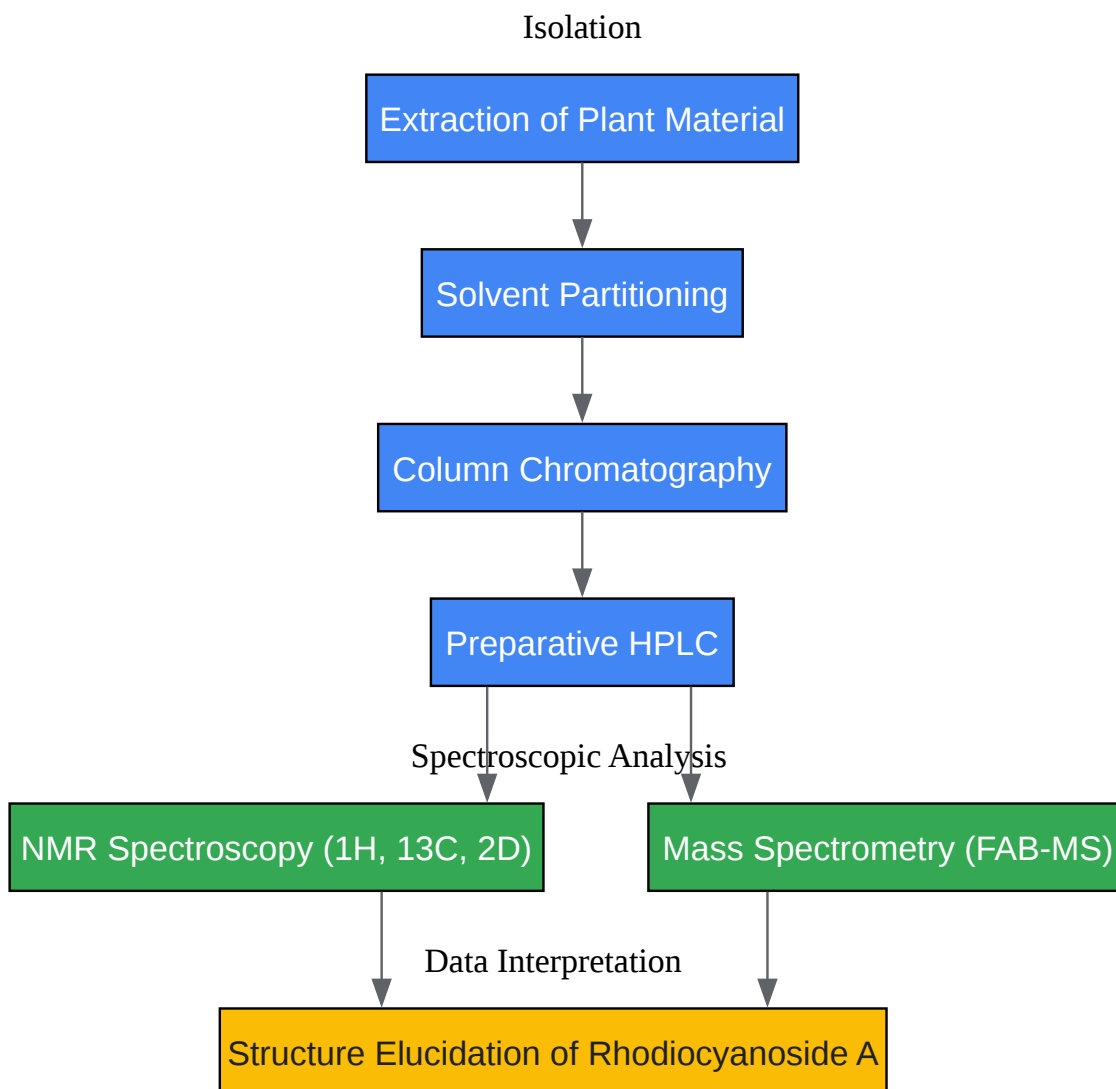 Isolation
Extraction of Plant Material
Solvent Partitioning
Column Chromatography
Preparative HPLC
Spectroscopic Analysis
NMR Spectroscopy (1H, 13C, 2D)
Mass Spectrometry (FAB-MS)
Data Interpretation
Structure Elucidation of Rhodiocyanoside A